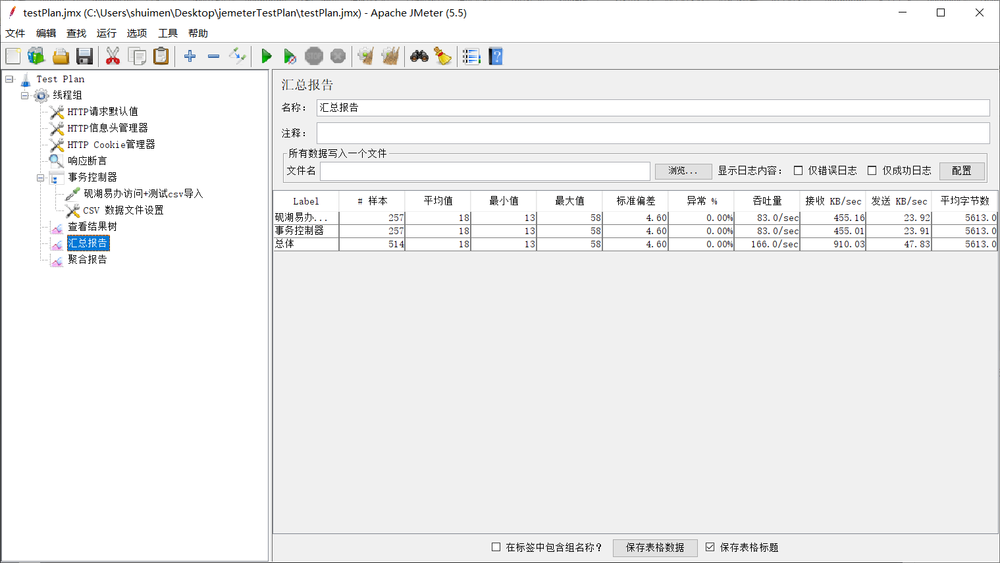 testPlan.jmx (C:\Users\shuimen\Desktop\jemeterTestPlan\testPlan.jmx) - Apache JMeter (5.5)
文件 编辑 查找 运行 选项 工具 帮助
STOP
Test Plan
线程组
HTTP请求默认值
HTTP信息头管理器
HTTP Cookie管理器
响应断言
事务控制器
砚湖易办访问+测试csv导入
CSV 数据文件设置
查看结果树
汇总报告
聚合报告
汇总报告
名称： 汇总报告
注释：
所有数据写入一个文件
文件名 浏览... 显示日志内容： 仅错误日志 仅成功日志 配置
Label # 样本 平均值 最小值 最大值 标准偏差 异常 % 吞吐量 接收 KB/sec 发送 KB/sec 平均字节数
砚湖易办... 257 18 13 58 4.60 0.00% 83.0/sec 455.16 23.92 5613.0
事务控制器 257 18 13 58 4.60 0.00% 83.0/sec 455.01 23.91 5613.0
总体 514 18 13 58 4.60 0.00% 166.0/sec 910.03 47.83 5613.0
在标签中包含组名称？ 保存表格数据 保存表格标题